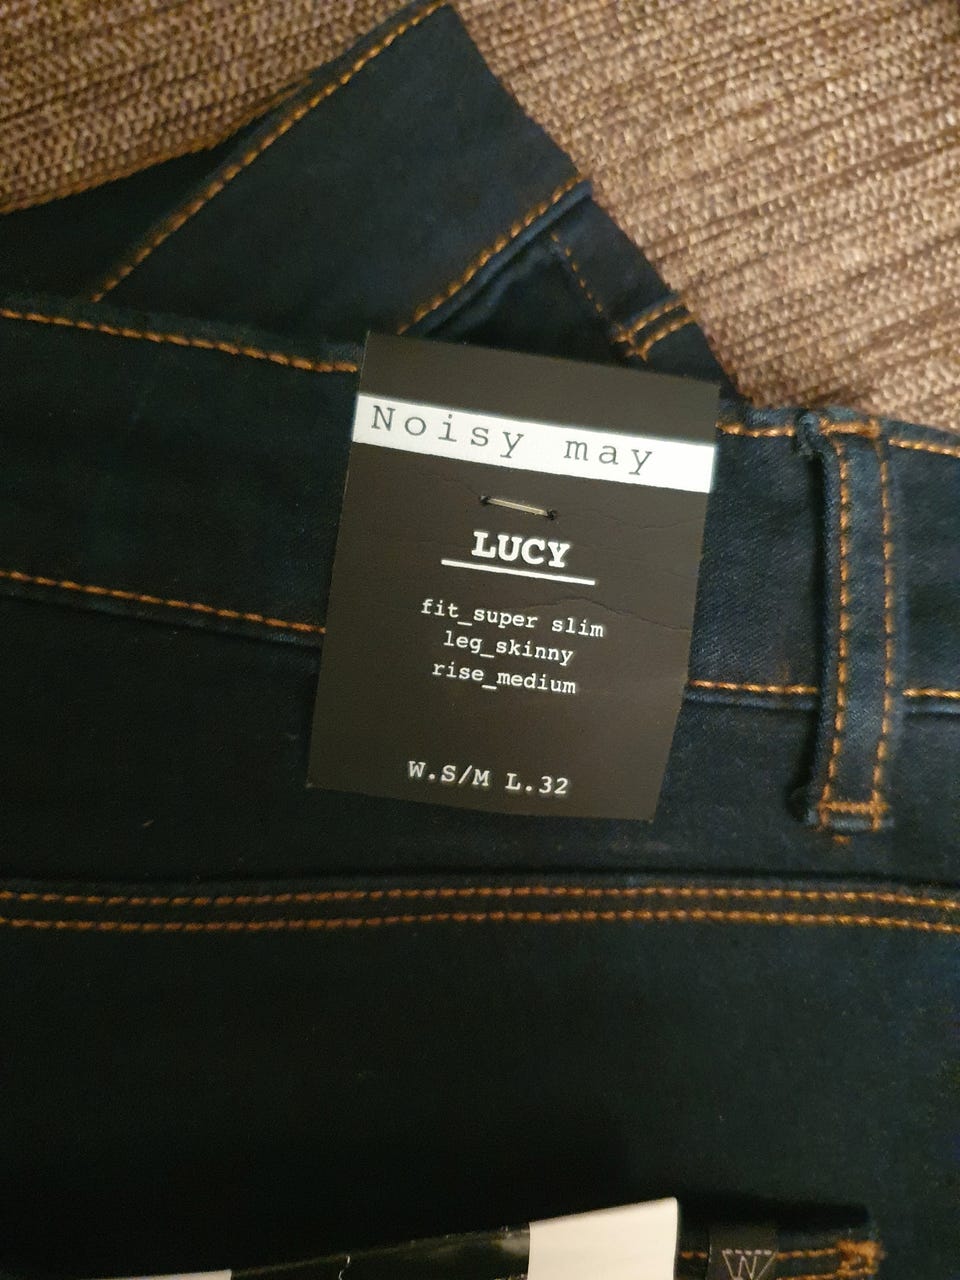 Noisy may
LUCY
fit_super slim
leg_skinny
rise_medium
W.S/M L.32
N